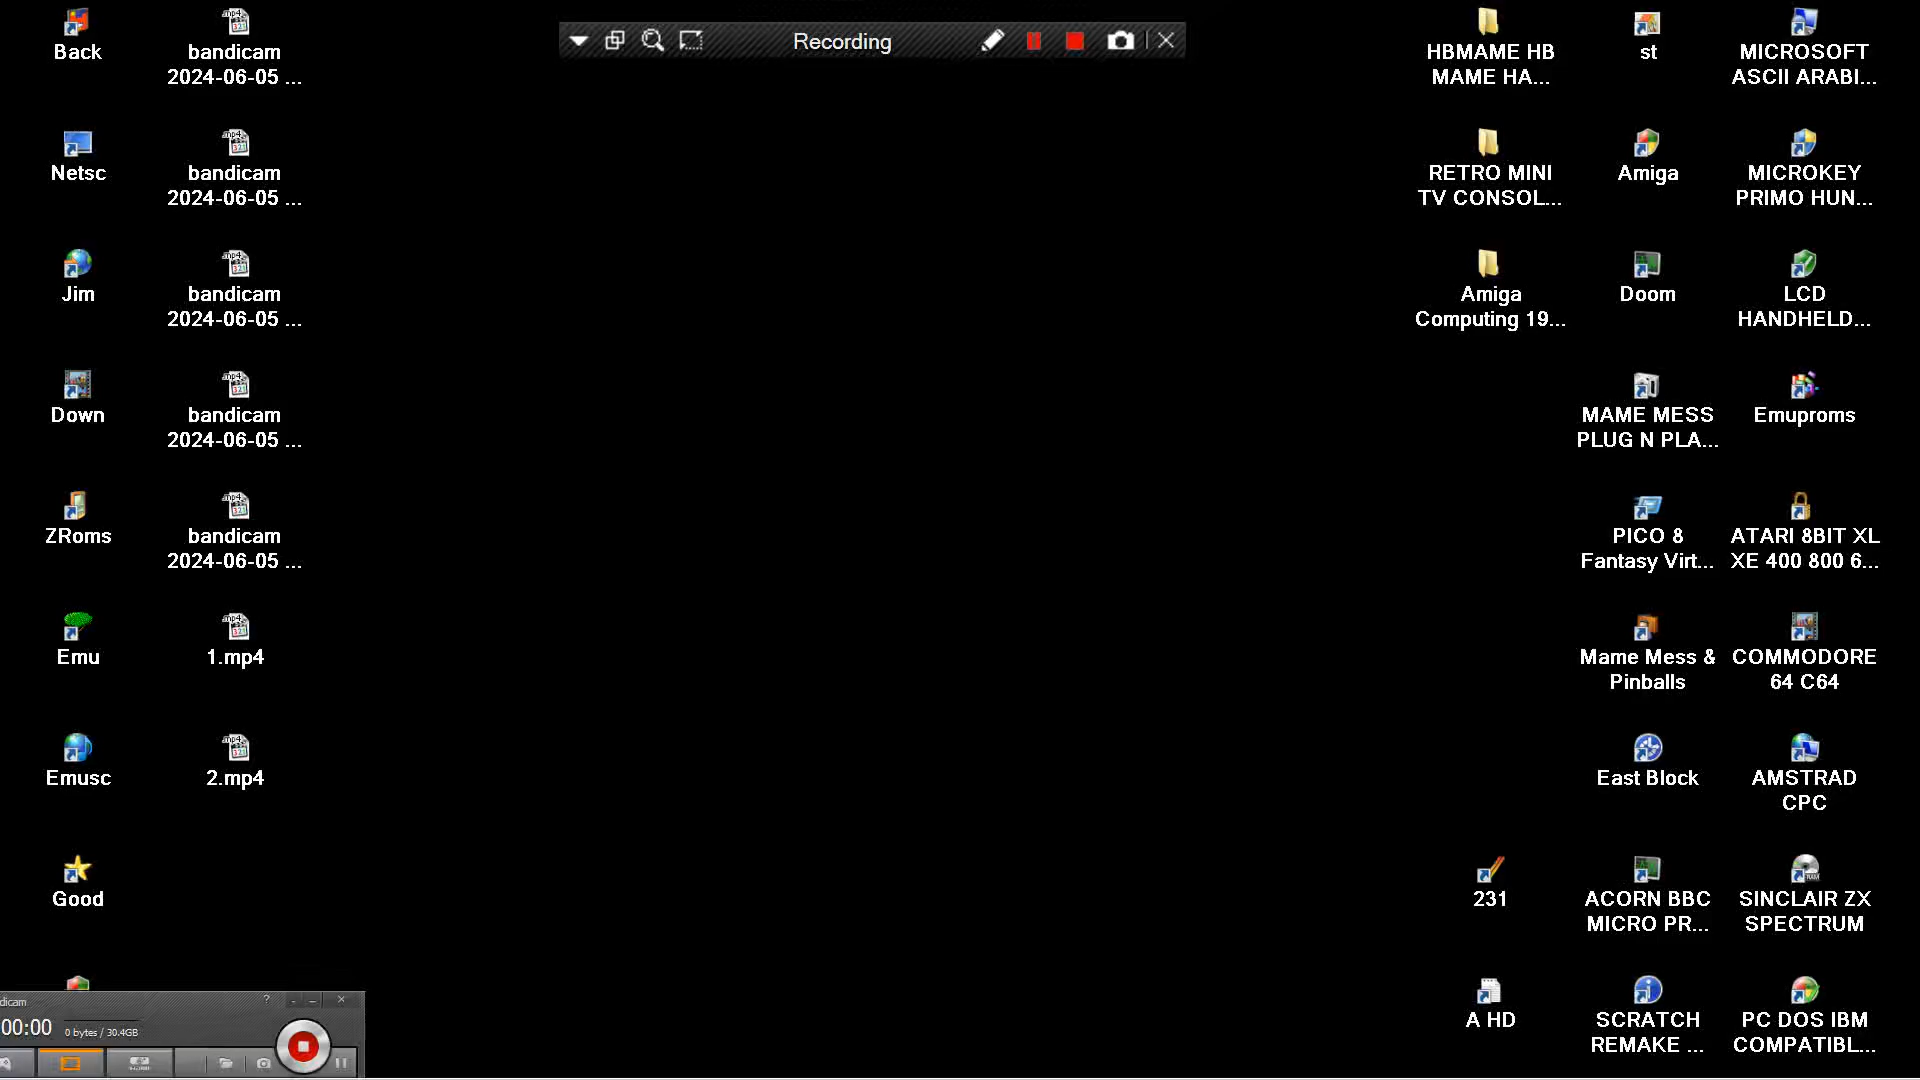 Recording
Back
Netsc
Jim
Down
ZRoms
Emu
Emusc
Good
bandicam
2024-06-05 ...
bandicam
2024-06-05 ...
bandicam
2024-06-05 ...
bandicam
2024-06-05 ...
bandicam
2024-06-05 ...
1.mp4
2.mp4
HBMAME HB
MAME HA...
RETRO MINI
TV CONSOL...
Amiga
Computing 19...
231
A HD
st
Amiga
Doom
MAME MESS
PLUG N PLA...
PICO 8
Fantasy Virt...
Mame Mess &
Pinballs
East Block
ACORN BBC
MICRO PR...
SCRATCH
REMAKE ...
MICROSOFT
ASCII ARABI...
MICROKEY
PRIMO HUN...
LCD
HANDHELD...
Emuproms
ATARI 8BIT XL
XE 400 800 6...
COMMODORE
64 C64
AMSTRAD
CPC
SINCLAIR ZX
SPECTRUM
PC DOS IBM
COMPATIBL...
dicam
00:00
0 bytes / 30.4GB